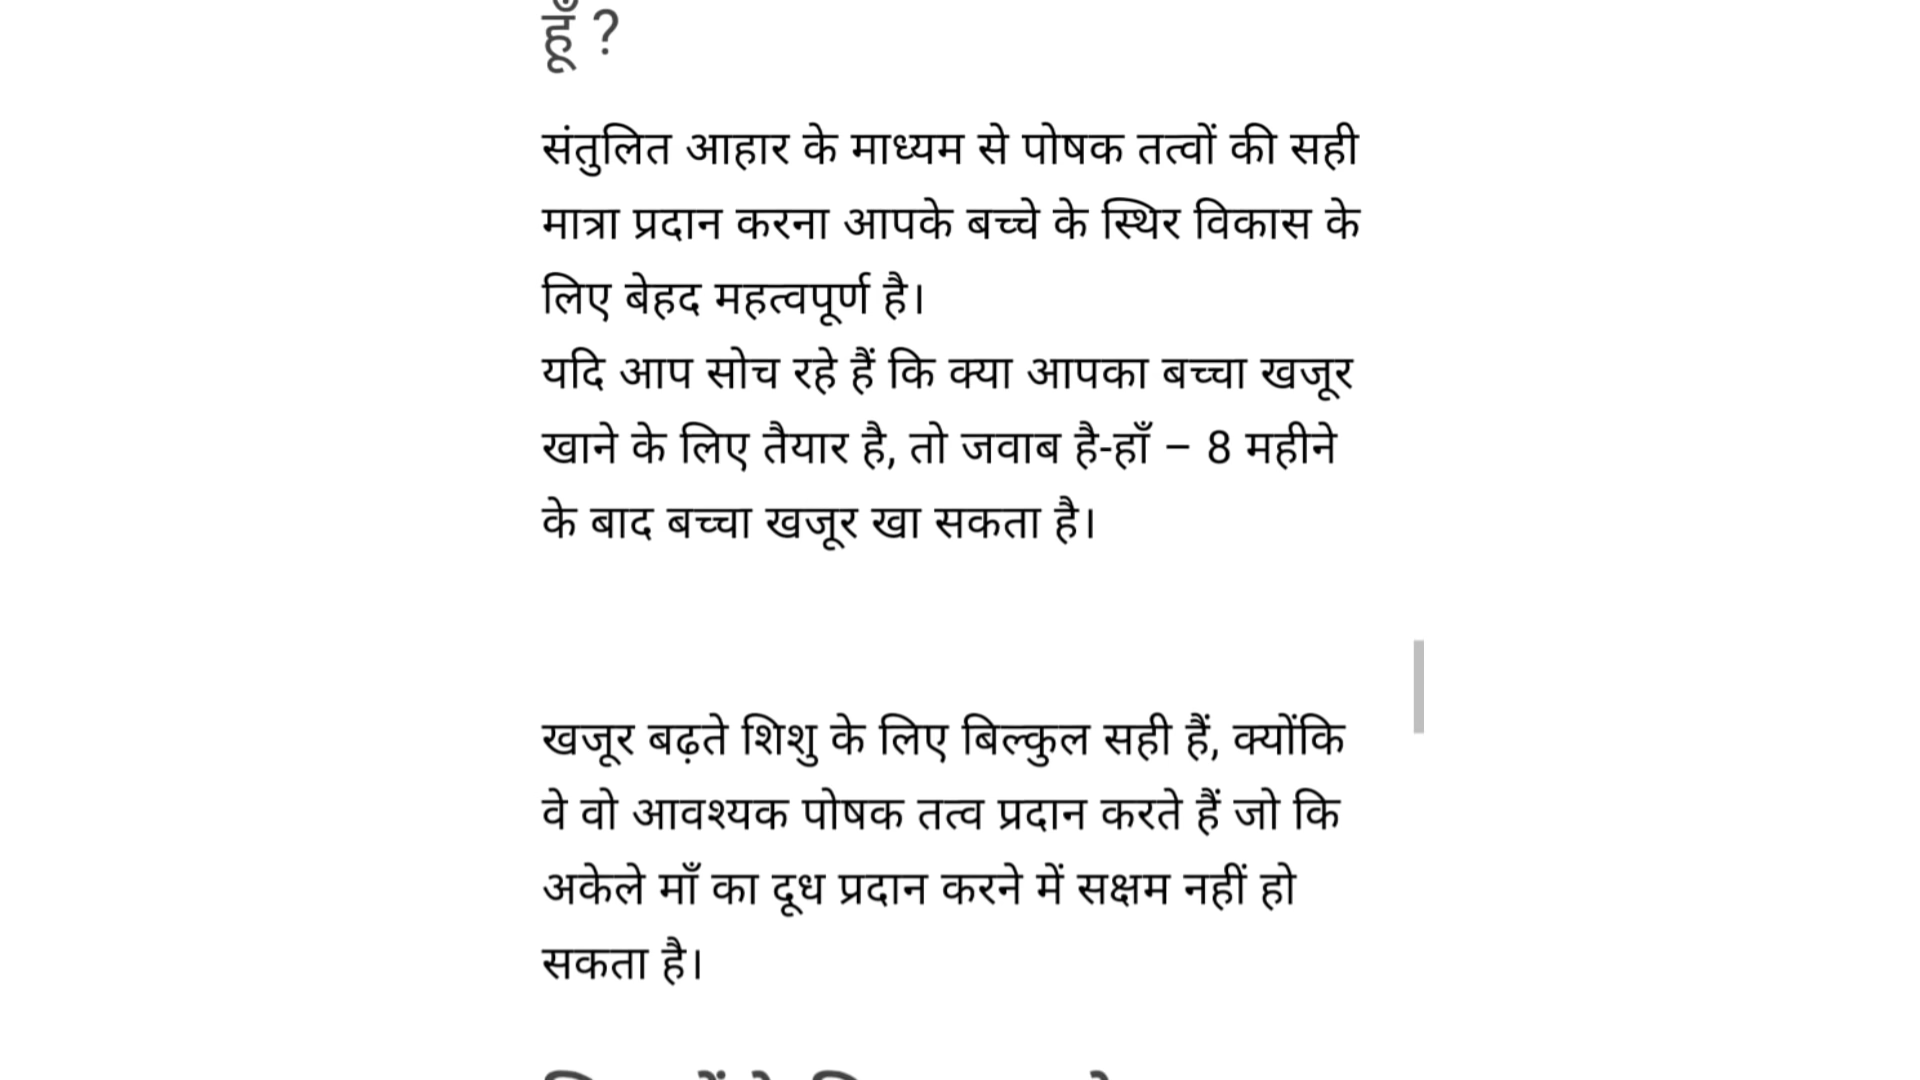 हूँ ?
संतुलित आहार के माध्यम से पोषक तत्वों की सही
मात्रा प्रदान करना आपके बच्चे के स्थिर विकास के
लिए बेहद महत्वपूर्ण है।
यदि आप सोच रहे हैं कि क्या आपका बच्चा खजूर
खाने के लिए तैयार है, तो जवाब है-हाँ – 8 महीने
के बाद बच्चा खजूर खा सकता है।
खजूर बढ़ते शिशु के लिए बिल्कुल सही हैं, क्योंकि
वे वो आवश्यक पोषक तत्व प्रदान करते हैं जो कि
अकेले माँ का दूध प्रदान करने में सक्षम नहीं हो
सकता है।